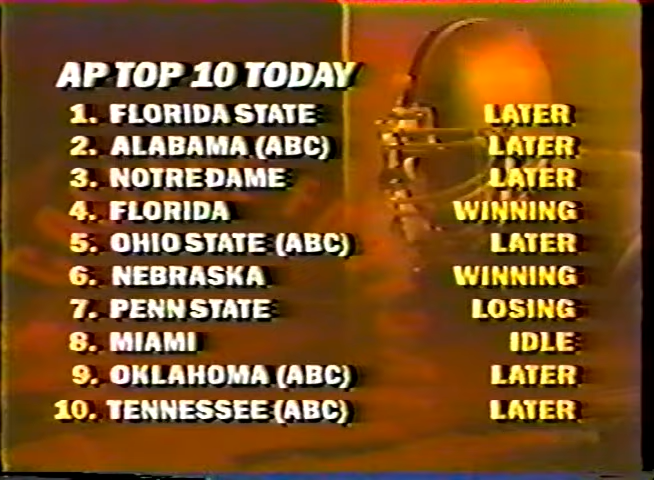 AP TOP 10 TODAY
1. FLORIDA STATE LATER
2. ALABAMA (ABC) LATER
3. NOTRE DAME LATER
4. FLORIDA WINNING
5. OHIO STATE (ABC) LATER
6. NEBRASKA WINNING
7. PENN STATE LOSING
8. MIAMI IDLE
9. OKLAHOMA (ABC) LATER
10. TENNESSEE (ABC) LATER